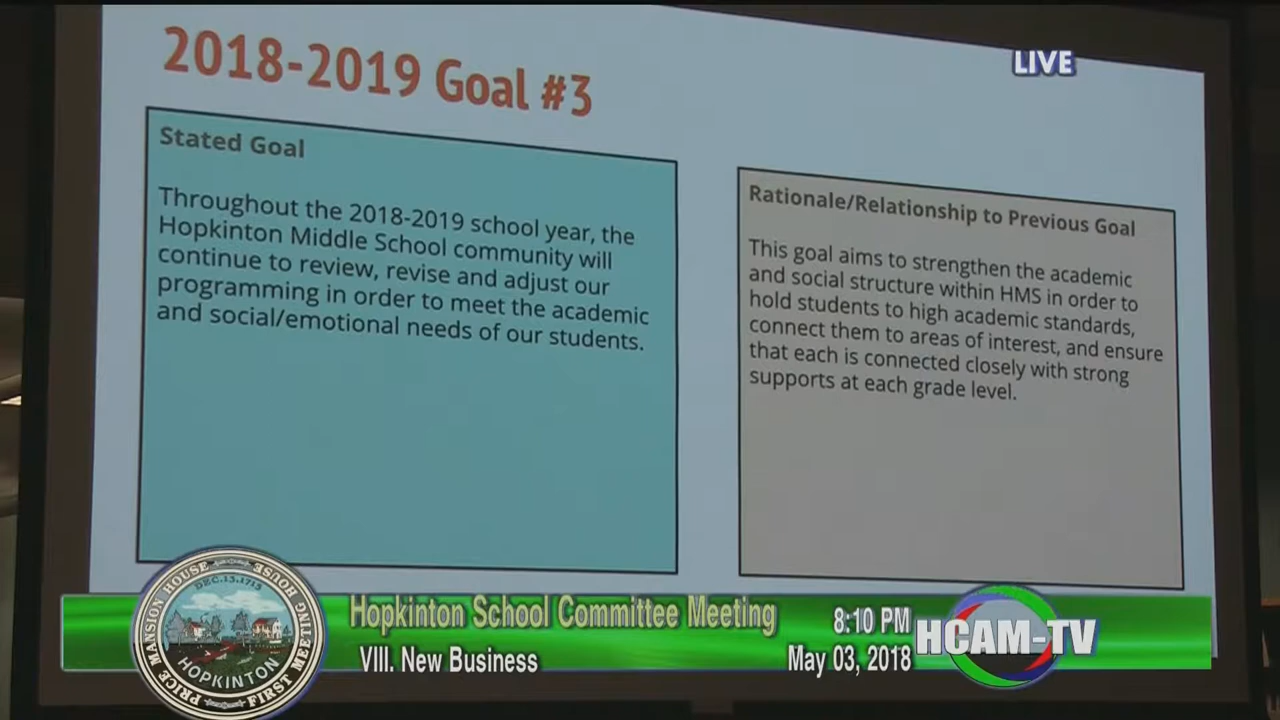 2018-2019 Goal #3
LIVE
Stated Goal
Throughout the 2018-2019 school year, the
Hopkinton Middle School community will
continue to review, revise and adjust our
programming in order to meet the academic
and social/emotional needs of our students.
Rationale/Relationship to Previous Goal
This goal aims to strengthen the academic
and social structure within HMS in order to
hold students to high academic standards,
connect them to areas of interest, and ensure
that each is connected closely with strong
supports at each grade level.
PRICE MANSION HOUSE FIRST MEETING HOUSE
DEC.13.1715
HOPKINTON
Hopkinton School Committee Meeting
VIII. New Business
8:10 PM
May 03, 2018
HCAM-TV